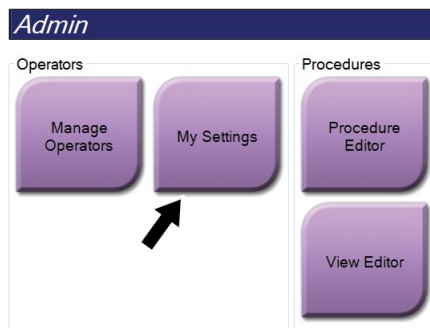 Admin
Operators
Procedures
Manage
Operators
My Settings
Procedure
Editor
View Editor